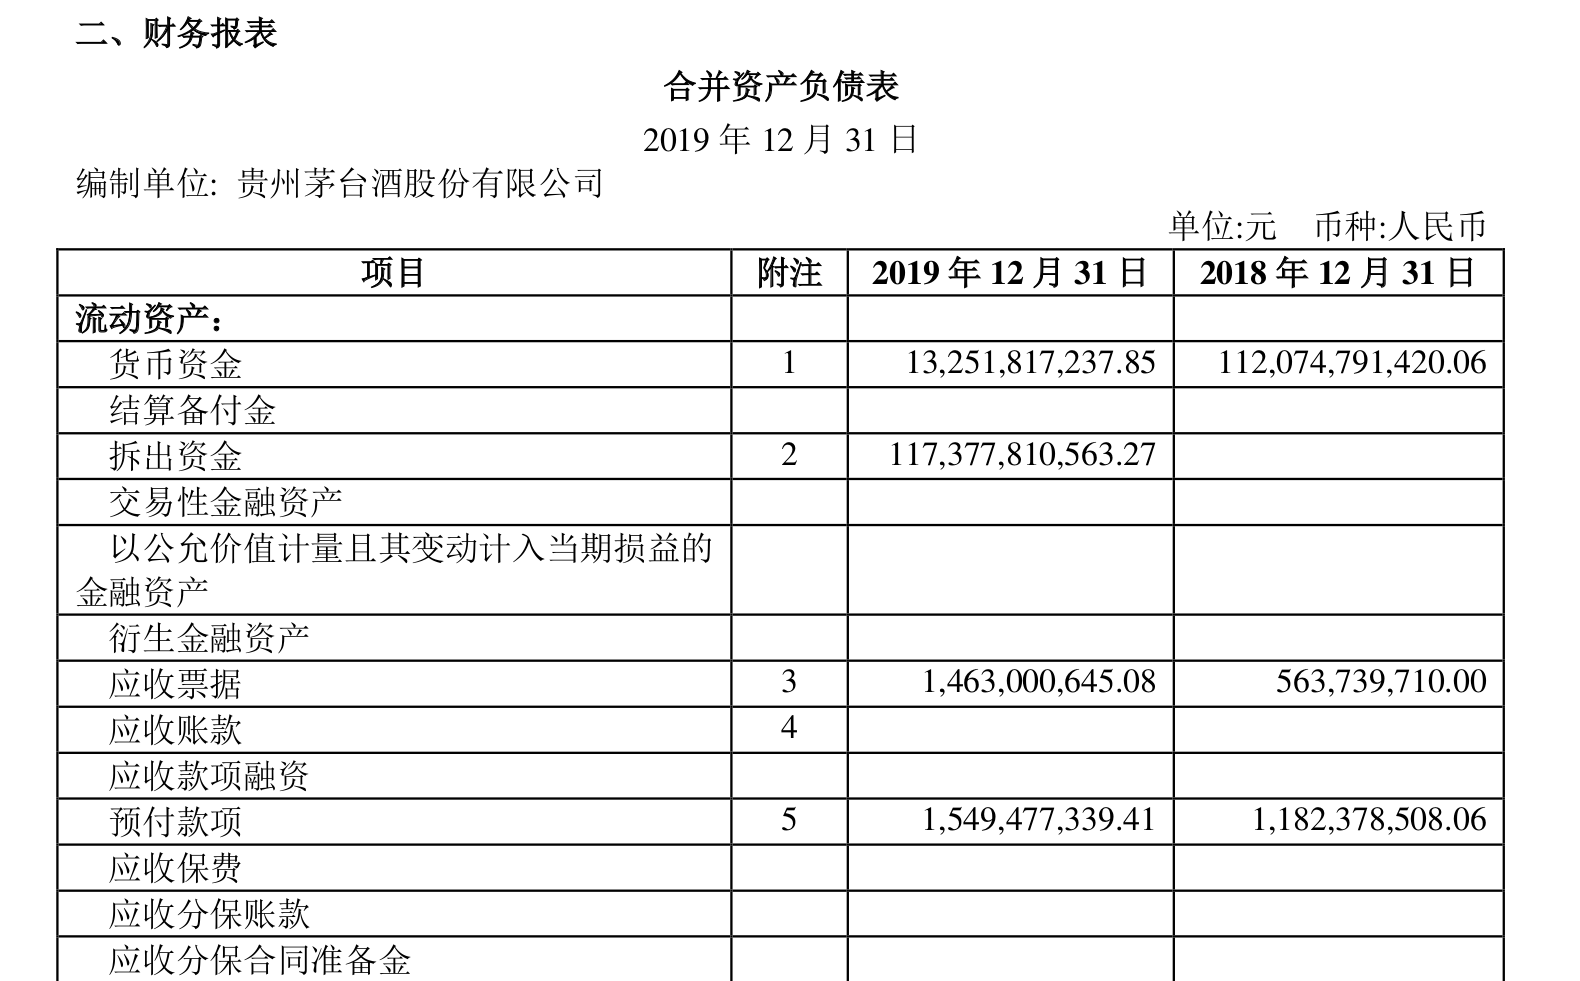 二、财务报表
合并资产负债表
2019 年 12 月 31 日
编制单位: 贵州茅台酒股份有限公司
单位:元 币种:人民币
项目 附注 2019 年 12 月 31 日 2018 年 12 月 31 日
流动资产：
货币资金 1 13,251,817,237.85 112,074,791,420.06
结算备付金
拆出资金 2 117,377,810,563.27
交易性金融资产
以公允价值计量且其变动计入当期损益的
金融资产
衍生金融资产
应收票据 3 1,463,000,645.08 563,739,710.00
应收账款 4
应收款项融资
预付款项 5 1,549,477,339.41 1,182,378,508.06
应收保费
应收分保账款
应收分保合同准备金